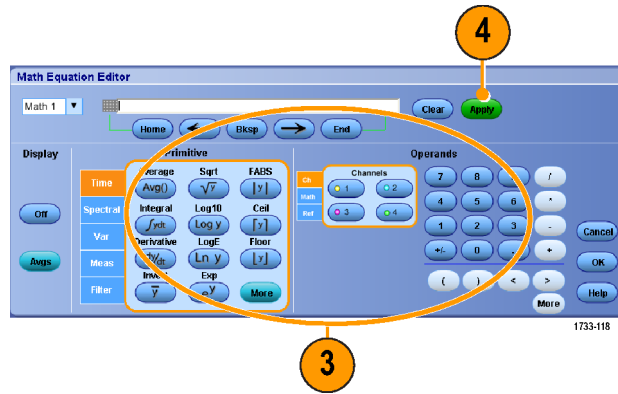 4
Math Equation Editor
Math 1
Clear
Apply
Home
Bksp
End
Display
Primitive
Operands
Off
Avgs
Time
Spectral
Var
Meas
Filter
Average Sqrt FABS
Avg() √y |y|
Integral Log10 Ceil
∫ydt Log y ⌈y⌉
Derivative LogE Floor
dy/dt Ln y ⌊y⌋
Invert Exp
y̅ e^y More
Ch
Math
Ref
Channels
1 2
3 4
7 8 /
4 5 6 *
1 2 3 -
+/- 0 . +
( ) < >
More
Cancel
OK
Help
1733-118
3